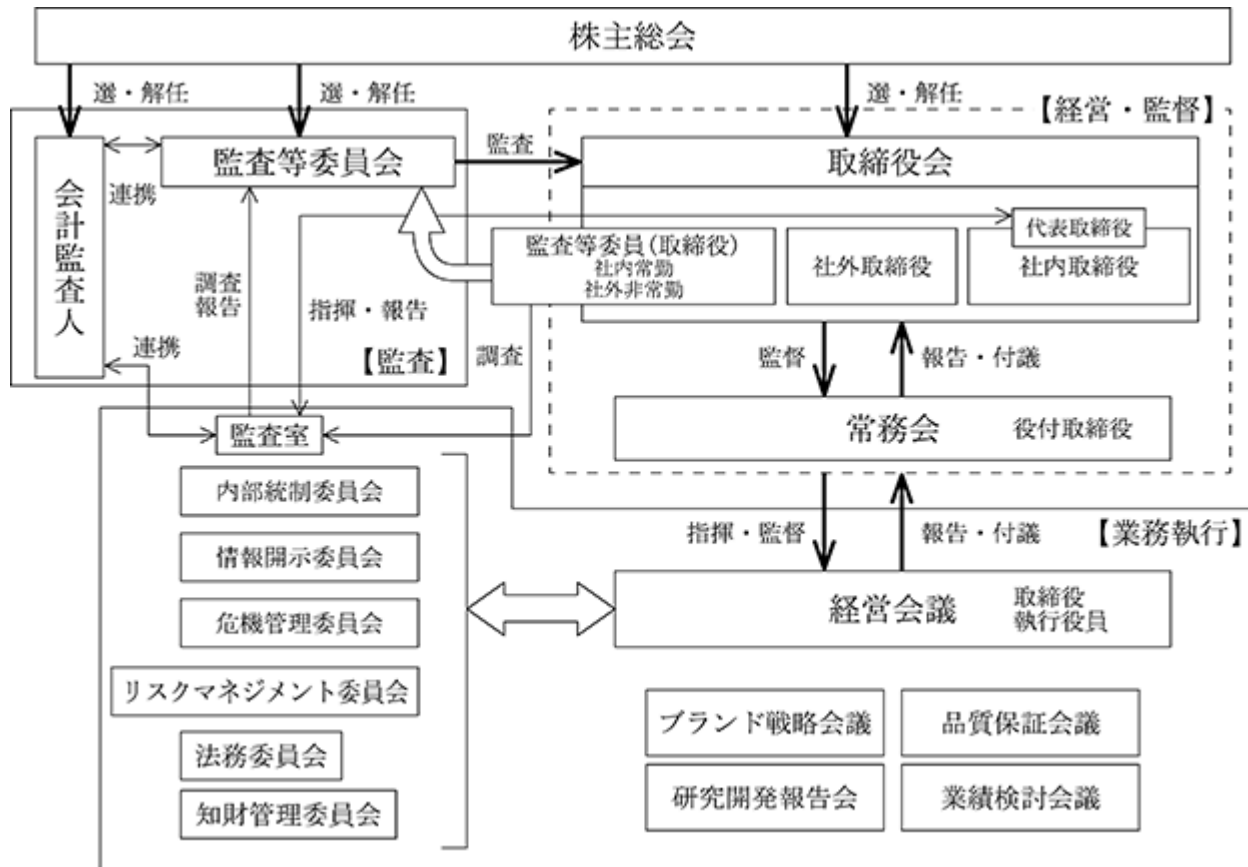 株主総会
選・解任
選・解任
選・解任
【経営・監督】
監査等委員会
監査
取締役会
連携
会計監査人
代表取締役
監査等委員(取締役)
社内常勤
社外非常勤
社外取締役
社内取締役
調査
報告
指揮・報告
連携
【監査】
調査
監督
報告・付議
監査室
常務会
役付取締役
内部統制委員会
指揮・監督
報告・付議
【業務執行】
情報開示委員会
危機管理委員会
経営会議
取締役
執行役員
リスクマネジメント委員会
ブランド戦略会議
品質保証会議
法務委員会
研究開発報告会
業績検討会議
知財管理委員会